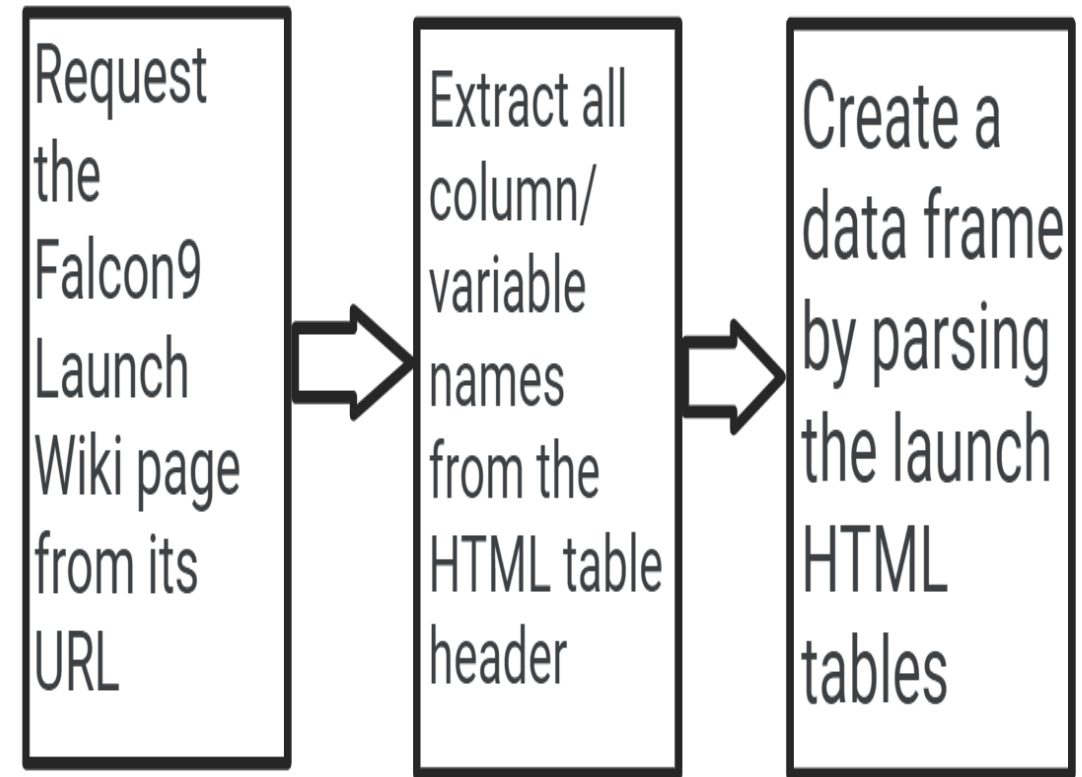 Request
the
Falcon9
Launch
Wiki page
from its
URL
Extract all
column/
variable
names
from the
HTML table
header
Create a
data frame
by parsing
the launch
HTML
tables